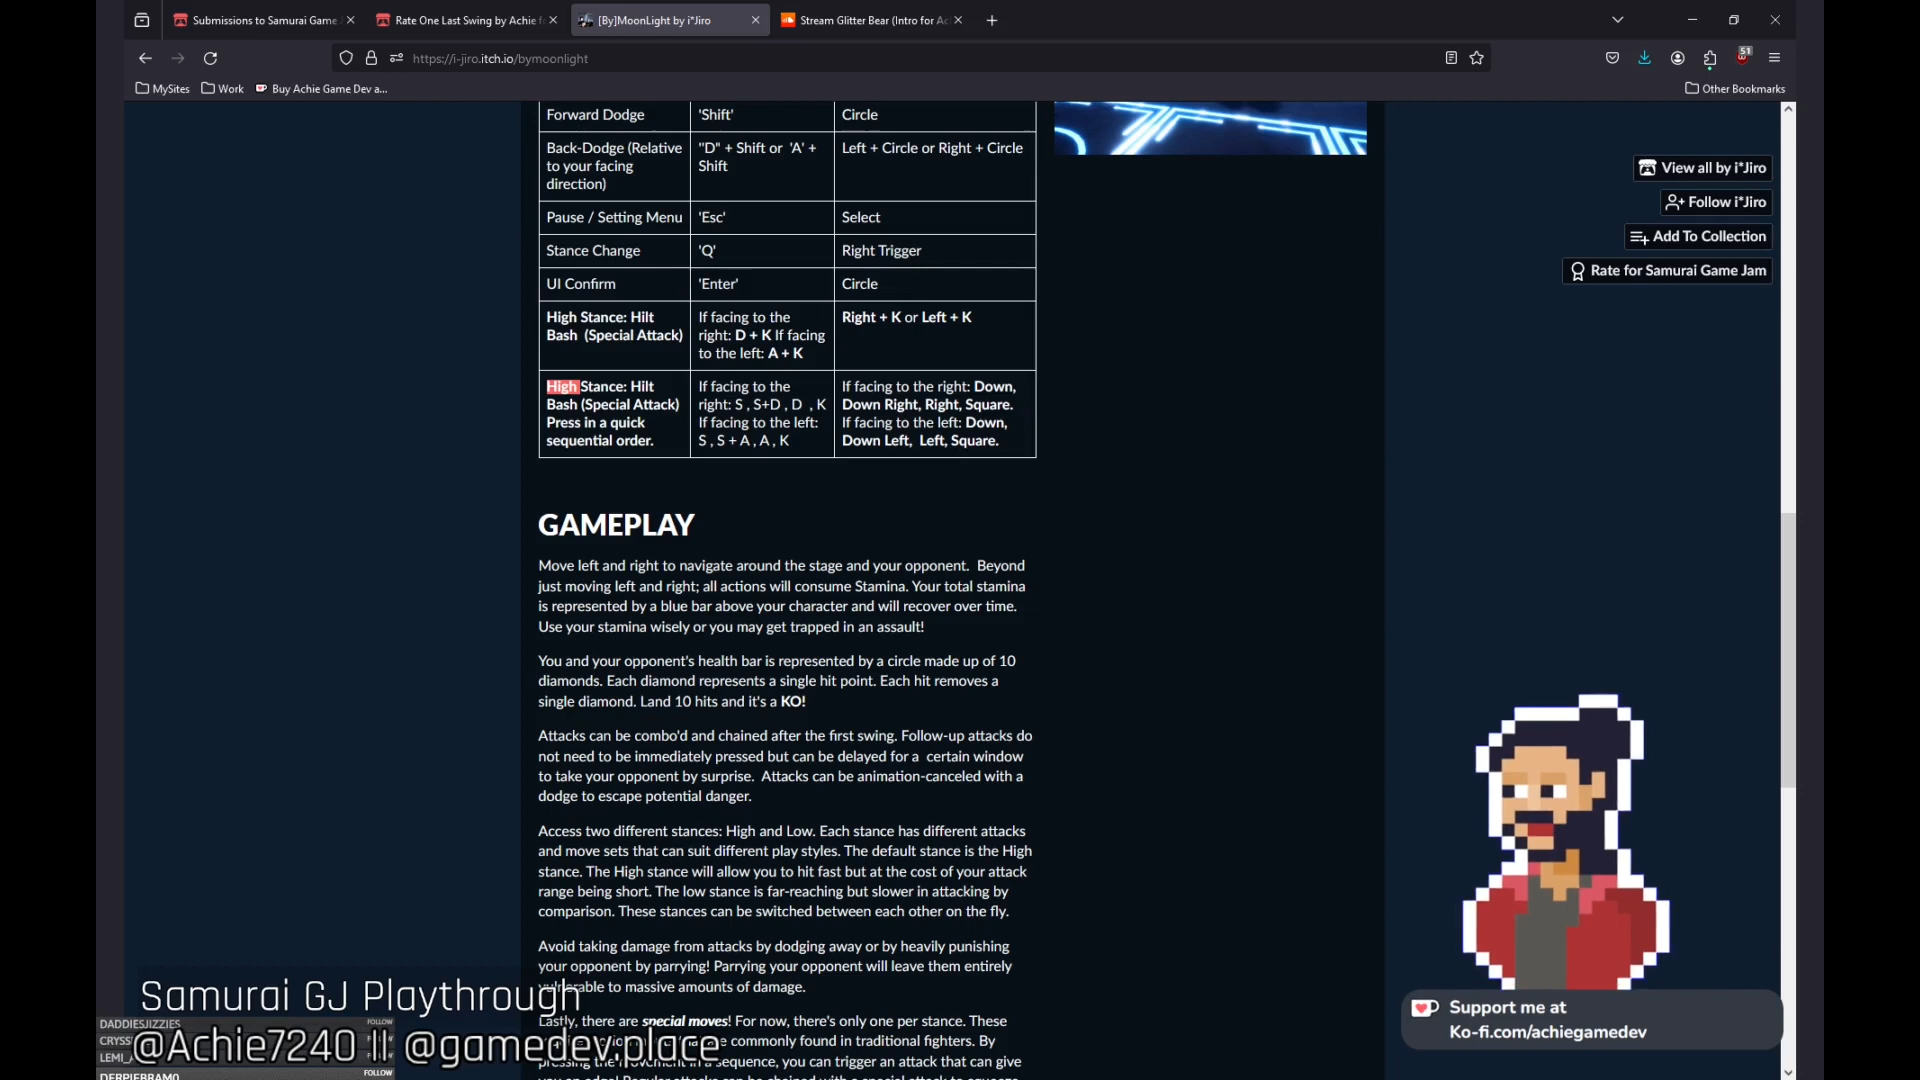 Submissions to Samurai Game J
Rate One Last Swing by Achie f
[By]MoonLight by i*Jiro
Stream Glitter Bear (Intro for Ac
https://i-jiro.itch.io/bymoonlight
51
MySites
Work
Buy Achie Game Dev a...
Other Bookmarks
Forward Dodge
'Shift'
Circle
Back-Dodge (Relative
to your facing
direction)
"D" + Shift or 'A' +
Shift
Left + Circle or Right + Circle
Pause / Setting Menu
'Esc'
Select
Stance Change
'Q'
Right Trigger
UI Confirm
'Enter'
Circle
High Stance: Hilt
Bash (Special Attack)
If facing to the
right: D + K If facing
to the left: A + K
Right + K or Left + K
High Stance: Hilt
Bash (Special Attack)
Press in a quick
sequential order.
If facing to the
right: S , S+D , D , K
If facing to the left:
S , S + A , A , K
If facing to the right: Down,
Down Right, Right, Square.
If facing to the left: Down,
Down Left, Left, Square.
View all by i*Jiro
Follow i*Jiro
Add To Collection
Rate for Samurai Game Jam
GAMEPLAY
Move left and right to navigate around the stage and your opponent. Beyond
just moving left and right; all actions will consume Stamina. Your total stamina
is represented by a blue bar above your character and will recover over time.
Use your stamina wisely or you may get trapped in an assault!
You and your opponent's health bar is represented by a circle made up of 10
diamonds. Each diamond represents a single hit point. Each hit removes a
single diamond. Land 10 hits and it's a KO!
Attacks can be combo'd and chained after the first swing. Follow-up attacks do
not need to be immediately pressed but can be delayed for a certain window
to take your opponent by surprise. Attacks can be animation-canceled with a
dodge to escape potential danger.
Access two different stances: High and Low. Each stance has different attacks
and move sets that can suit different play styles. The default stance is the High
stance. The High stance will allow you to hit fast but at the cost of your attack
range being short. The low stance is far-reaching but slower in attacking by
comparison. These stances can be switched between each other on the fly.
Avoid taking damage from attacks by dodging away or by heavily punishing
your opponent by parrying! Parrying your opponent will leave them entirely
vulnerable to massive amounts of damage.
Lastly, there are special moves! For now, there's only one per stance. These
commonly found in traditional fighters. By
sequence, you can trigger an attack that can give
Samurai GJ Playthrough
@Achie7240 || @gamedev.place
DADDIESJIZZIES
FOLLOW
CRYSS
FOLLOW
LEMI_A
DERPIEBRAM0
FOLLOW
Support me at
Ko-fi.com/achiegamedev